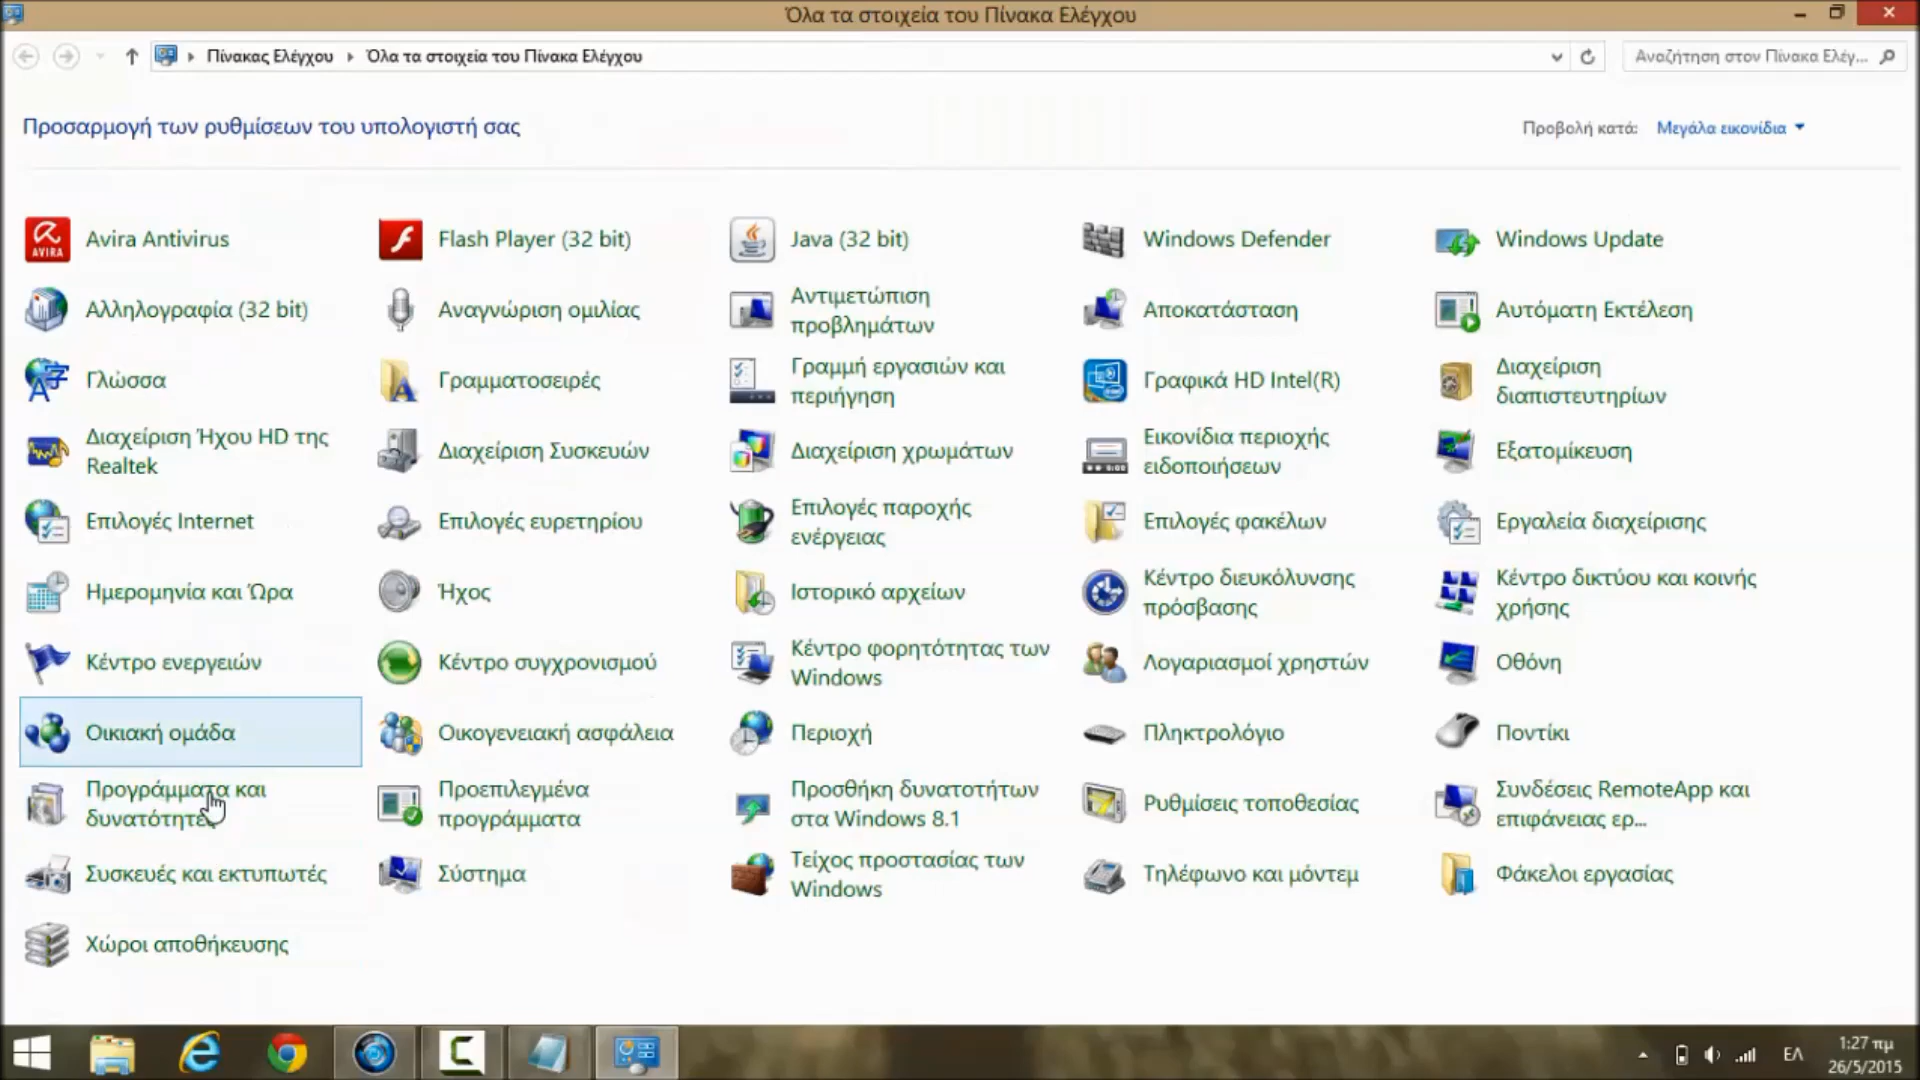 Όλα τα στοιχεία του Πίνακα Ελέγχου
Πίνακας Ελέγχου Όλα τα στοιχεία του Πίνακα Ελέγχου
Αναζήτηση στον Πίνακα Ελέγ...
Προσαρμογή των ρυθμίσεων του υπολογιστή σας
Προβολή κατά: Μεγάλα εικονίδια
AVIRA
Avira Antivirus
Flash Player (32 bit)
Java (32 bit)
Windows Defender
Windows Update
Αλληλογραφία (32 bit)
Αναγνώριση ομιλίας
Αντιμετώπιση
προβλημάτων
Αποκατάσταση
Αυτόματη Εκτέλεση
Γλώσσα
Γραμματοσειρές
Γραμμή εργασιών και
περιήγηση
Γραφικά HD Intel(R)
Διαχείριση
διαπιστευτηρίων
Διαχείριση Ήχου HD της
Realtek
Διαχείριση Συσκευών
Διαχείριση χρωμάτων
Εικονίδια περιοχής
ειδοποιήσεων
Εξατομίκευση
Επιλογές Internet
Επιλογές ευρετηρίου
Επιλογές παροχής
ενέργειας
Επιλογές φακέλων
Εργαλεία διαχείρισης
Ημερομηνία και Ώρα
Ήχος
Ιστορικό αρχείων
Κέντρο διευκόλυνσης
πρόσβασης
Κέντρο δικτύου και κοινής
χρήσης
Κέντρο ενεργειών
Κέντρο συγχρονισμού
Κέντρο φορητότητας των
Windows
Λογαριασμοί χρηστών
Οθόνη
Οικιακή ομάδα
Οικογενειακή ασφάλεια
Περιοχή
Πληκτρολόγιο
Ποντίκι
Προγράμματα και
δυνατότητες
Προεπιλεγμένα
προγράμματα
Προσθήκη δυνατοτήτων
στα Windows 8.1
Ρυθμίσεις τοποθεσίας
Συνδέσεις RemoteApp και
επιφάνειας ερ...
Συσκευές και εκτυπωτές
Σύστημα
Τείχος προστασίας των
Windows
Τηλέφωνο και μόντεμ
Φάκελοι εργασίας
Χώροι αποθήκευσης
ΕΛ
1:27 πμ
26/5/2015